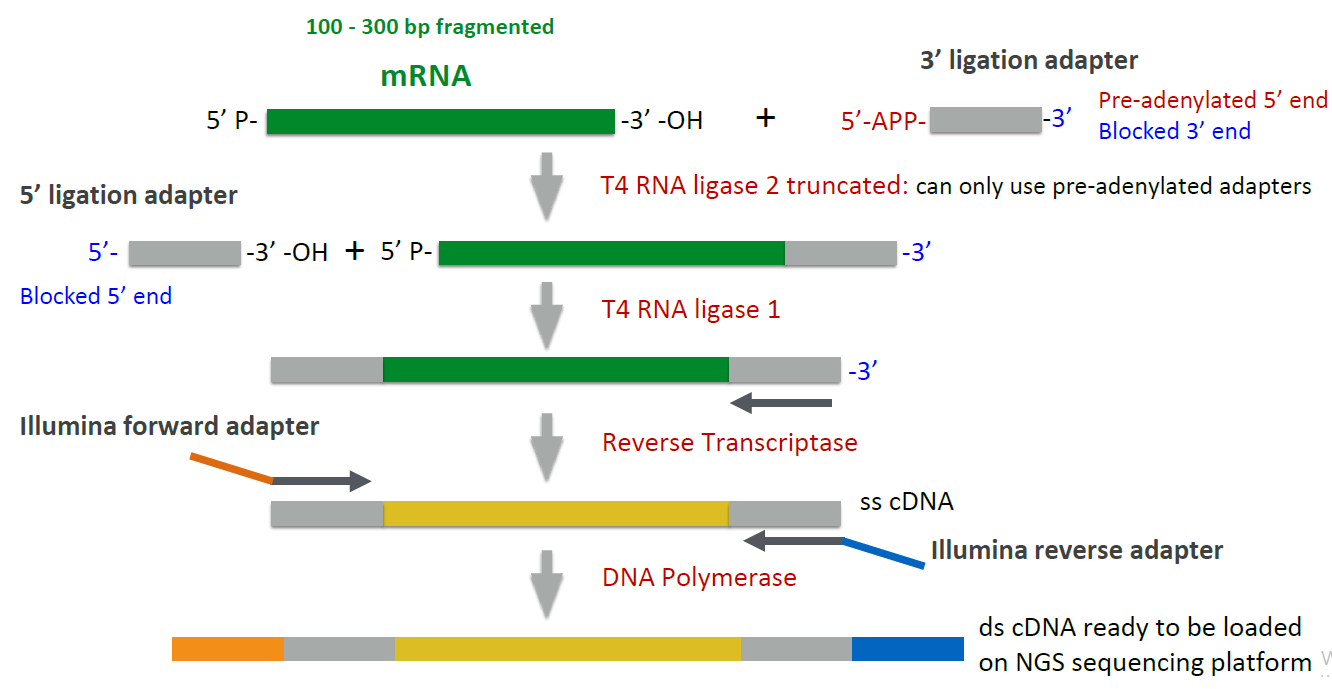 100 - 300 bp fragmented
mRNA
3’ ligation adapter
5’ P-
-3’ -OH
+
5’-APP-
-3’
Pre-adenylated 5’ end
Blocked 3’ end
T4 RNA ligase 2 truncated: can only use pre-adenylated adapters
5’ ligation adapter
5’-
-3’ -OH
+
5’ P-
-3’
Blocked 5’ end
T4 RNA ligase 1
-3’
Illumina forward adapter
Reverse Transcriptase
ss cDNA
Illumina reverse adapter
DNA Polymerase
ds cDNA ready to be loaded
on NGS sequencing platform